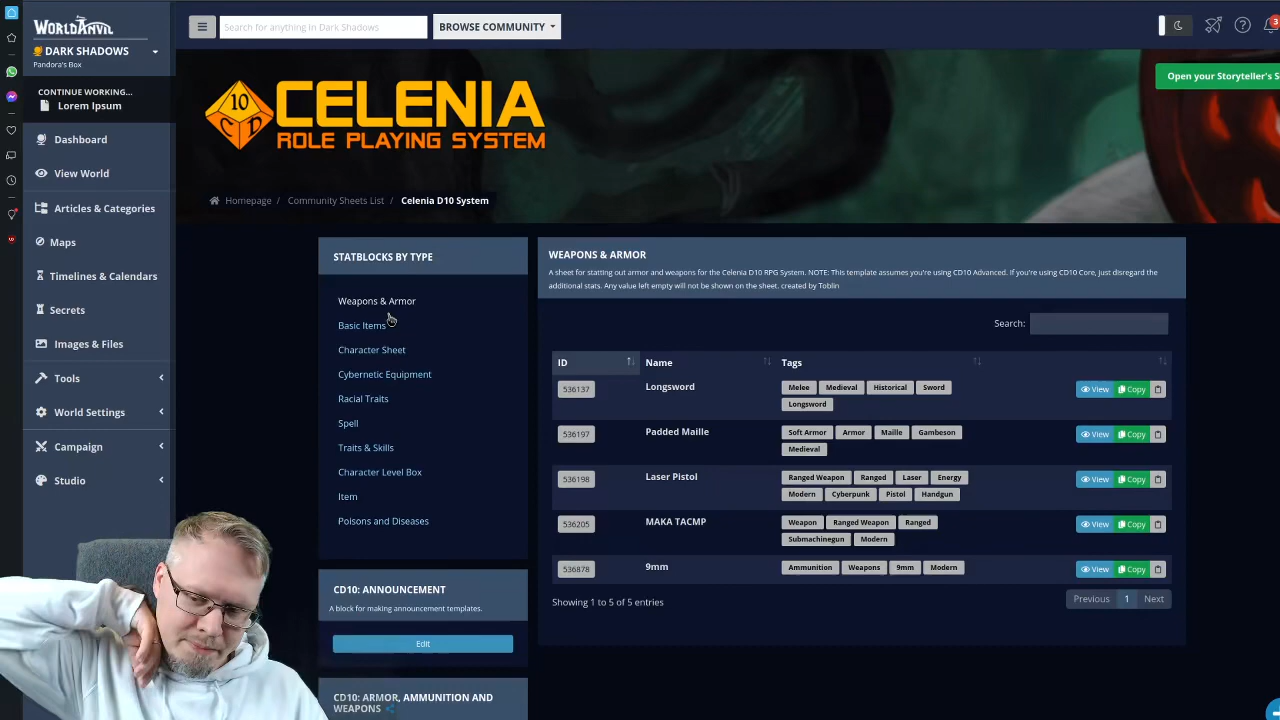 WORLDANVIL
Search for anything in Dark Shadows
BROWSE COMMUNITY
3
DARK SHADOWS
Pandora's Box
CONTINUE WORKING...
Lorem Ipsum
Dashboard
View World
Articles & Categories
Maps
Timelines & Calendars
Secrets
Images & Files
Tools
World Settings
Campaign
Studio
Open your Storyteller's S
10
CD
CELENIA
ROLE PLAYING SYSTEM
Homepage / Community Sheets List / Celenia D10 System
STATBLOCKS BY TYPE
Weapons & Armor
Basic Items
Character Sheet
Cybernetic Equipment
Racial Traits
Spell
Traits & Skills
Character Level Box
Item
Poisons and Diseases
CD10: ANNOUNCEMENT
A block for making announcement templates.
Edit
CD10: ARMOR, AMMUNITION AND
WEAPONS
WEAPONS & ARMOR
A sheet for statting out armor and weapons for the Celenia D10 RPG System. NOTE: This template assumes you're using CD10 Advanced. If you're using CD10 Core, just disregard the
additional stats. Any value left empty will not be shown on the sheet, created by Toblin
Search:
ID Name Tags
536137 Longsword Melee Medieval Historical Sword View Copy
Longsword
536197 Padded Maille Soft Armor Armor Maille Gambeson View Copy
Medieval
536198 Laser Pistol Ranged Weapon Ranged Laser Energy View Copy
Modern Cyberpunk Pistol Handgun
536205 MAKA TACMP Weapon Ranged Weapon Ranged View Copy
Submachinegun Modern
536878 9mm Ammunition Weapons 9mm Modern View Copy
Showing 1 to 5 of 5 entries
Previous 1 Next